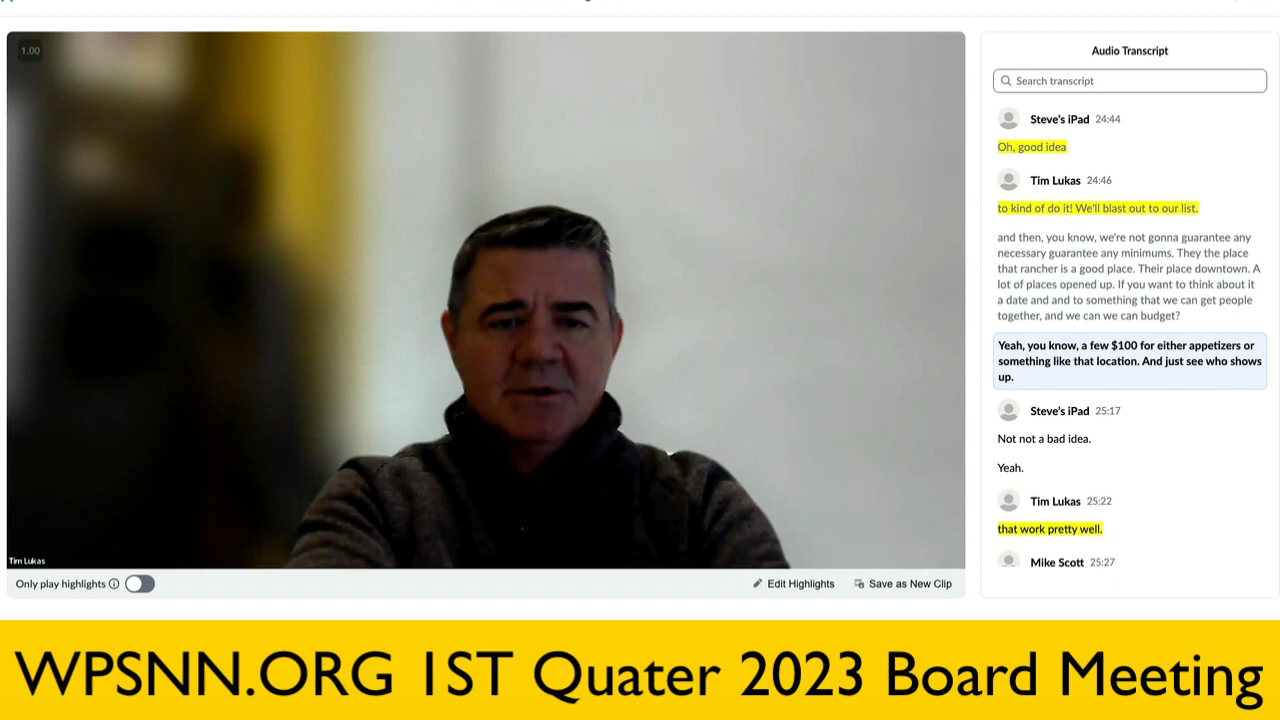 1.00
Tim Lukas
Only play highlights
Edit Highlights
Save as New Clip
Audio Transcript
Search transcript
Steve's iPad 24:44
Oh, good idea
Tim Lukas 24:46
to kind of do it! We'll blast out to our list.
and then, you know, we're not gonna guarantee any
necessary guarantee any minimums. They the place
that rancher is a good place. Their place downtown. A
lot of places opened up. If you want to think about it
a date and and to something that we can get people
together, and we can we can budget?
Yeah, you know, a few $100 for either appetizers or
something like that location. And just see who shows
up.
Steve's iPad 25:17
Not not a bad idea.
Yeah.
Tim Lukas 25:22
that work pretty well.
Mike Scott 25:27
WPSNN.ORG 1ST Quater 2023 Board Meeting